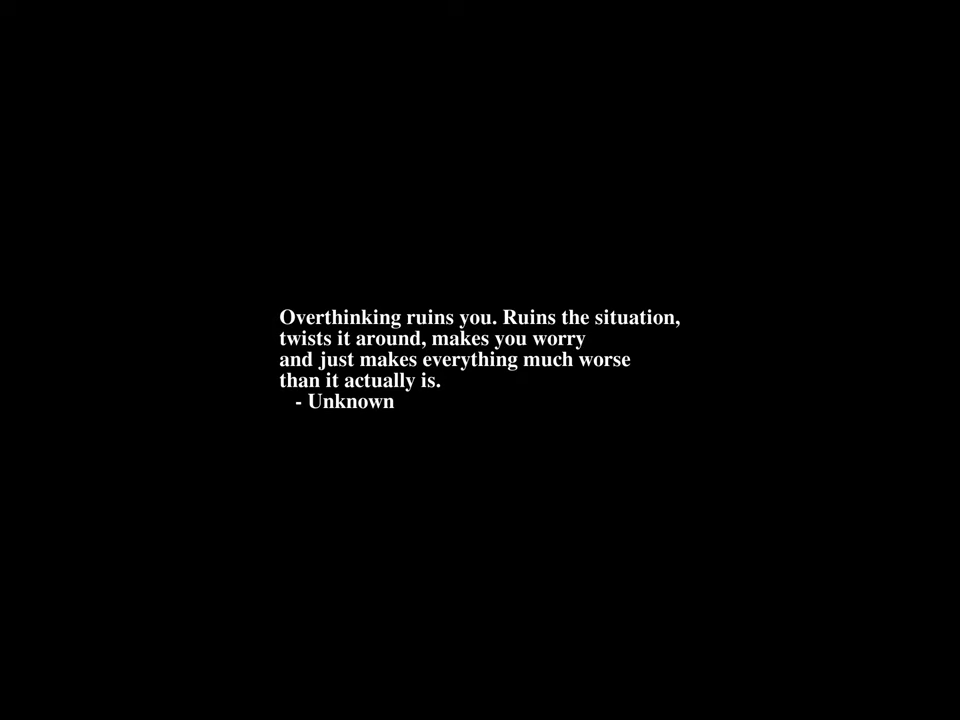 Overthinking ruins you. Ruins the situation,
twists it around, makes you worry
and just makes everything much worse
than it actually is.
- Unknown